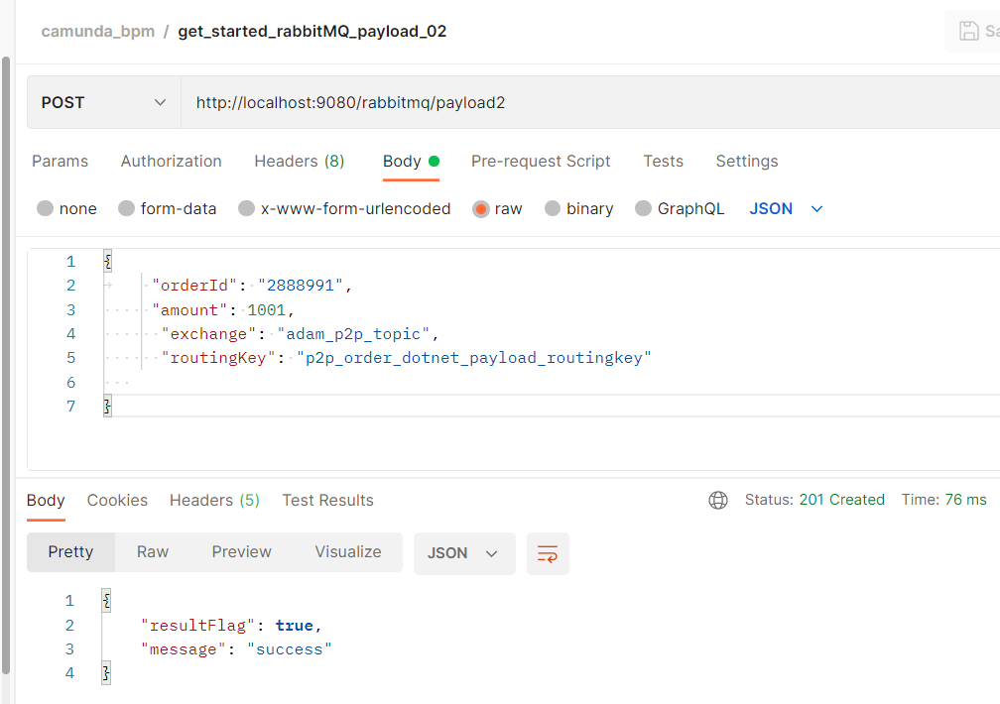 camunda_bpm / get_started_rabbitMQ_payload_02
POST http://localhost:9080/rabbitmq/payload2
Params Authorization Headers (8) Body Pre-request Script Tests Settings
none form-data x-www-form-urlencoded raw binary GraphQL JSON
1 {
2 "orderId": "2888991",
3 "amount": 1001,
4 "exchange": "adam_p2p_topic",
5 "routingKey": "p2p_order_dotnet_payload_routingkey"
6
7 }
Body Cookies Headers (5) Test Results Status: 201 Created Time: 76 ms
Pretty Raw Preview Visualize JSON
1 {
2 "resultFlag": true,
3 "message": "success"
4 }